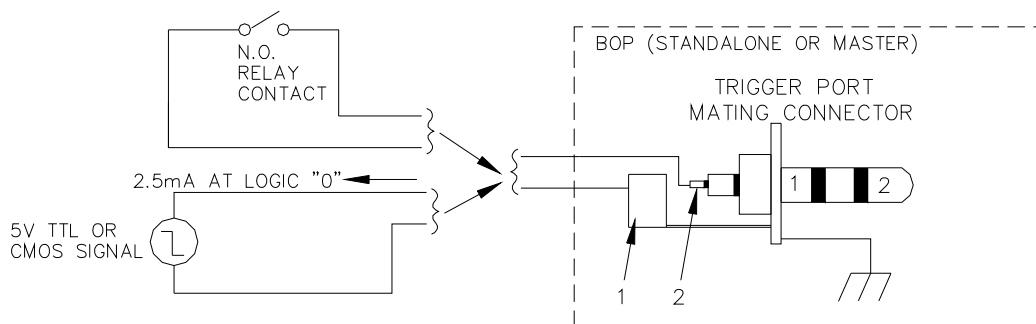 N.O.
RELAY
CONTACT
2.5mA AT LOGIC "0"
5V TTL OR
CMOS SIGNAL
BOP (STANDALONE OR MASTER)
TRIGGER PORT
MATING CONNECTOR
1 2
1 2